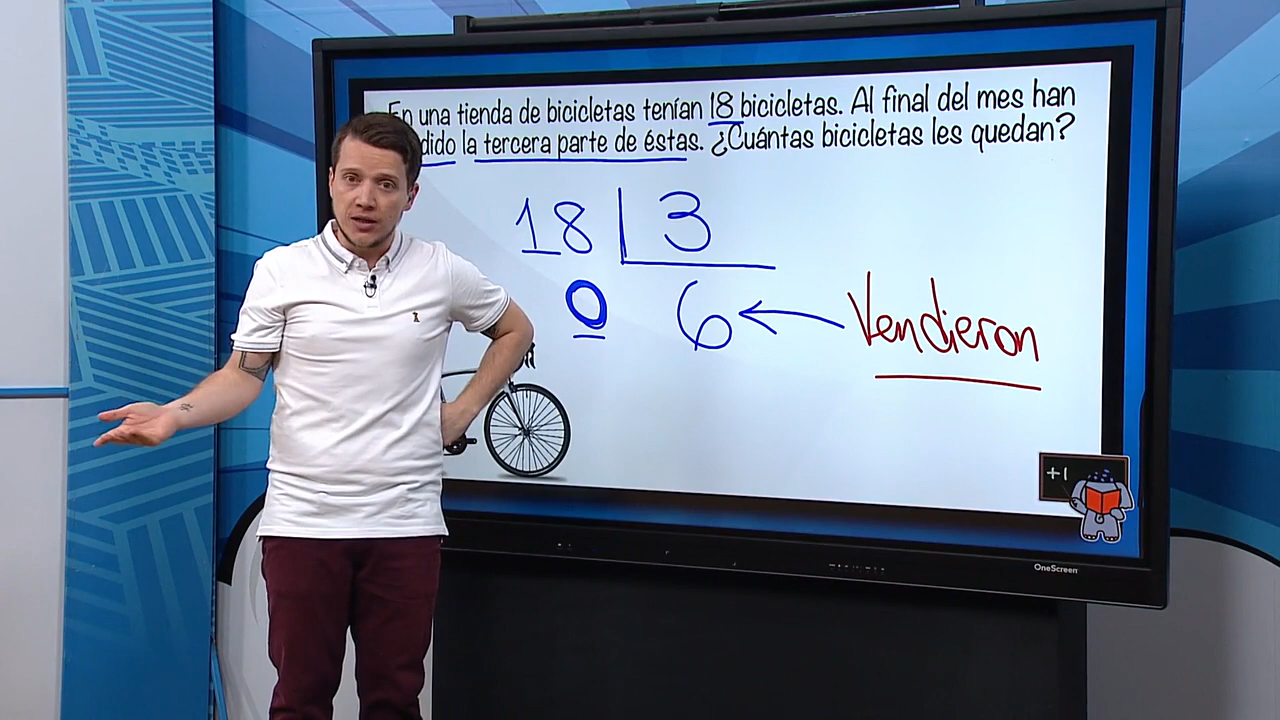 En una tienda de bicicletas tenían 18 bicicletas. Al final del mes han
dido la tercera parte de éstas. ¿Cuántas bicicletas les quedan?
18 3
0 6 Vendieron
+1
OneScreen